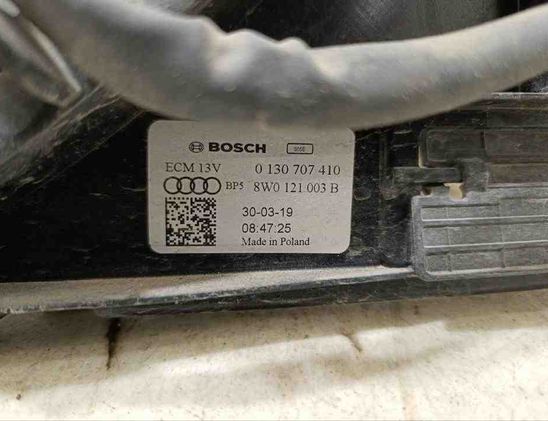 BOSCH
ECM 13V 0 130 707 410
BP5 8W0 121 003 B
30-03-19
08:47:25
Made in Poland